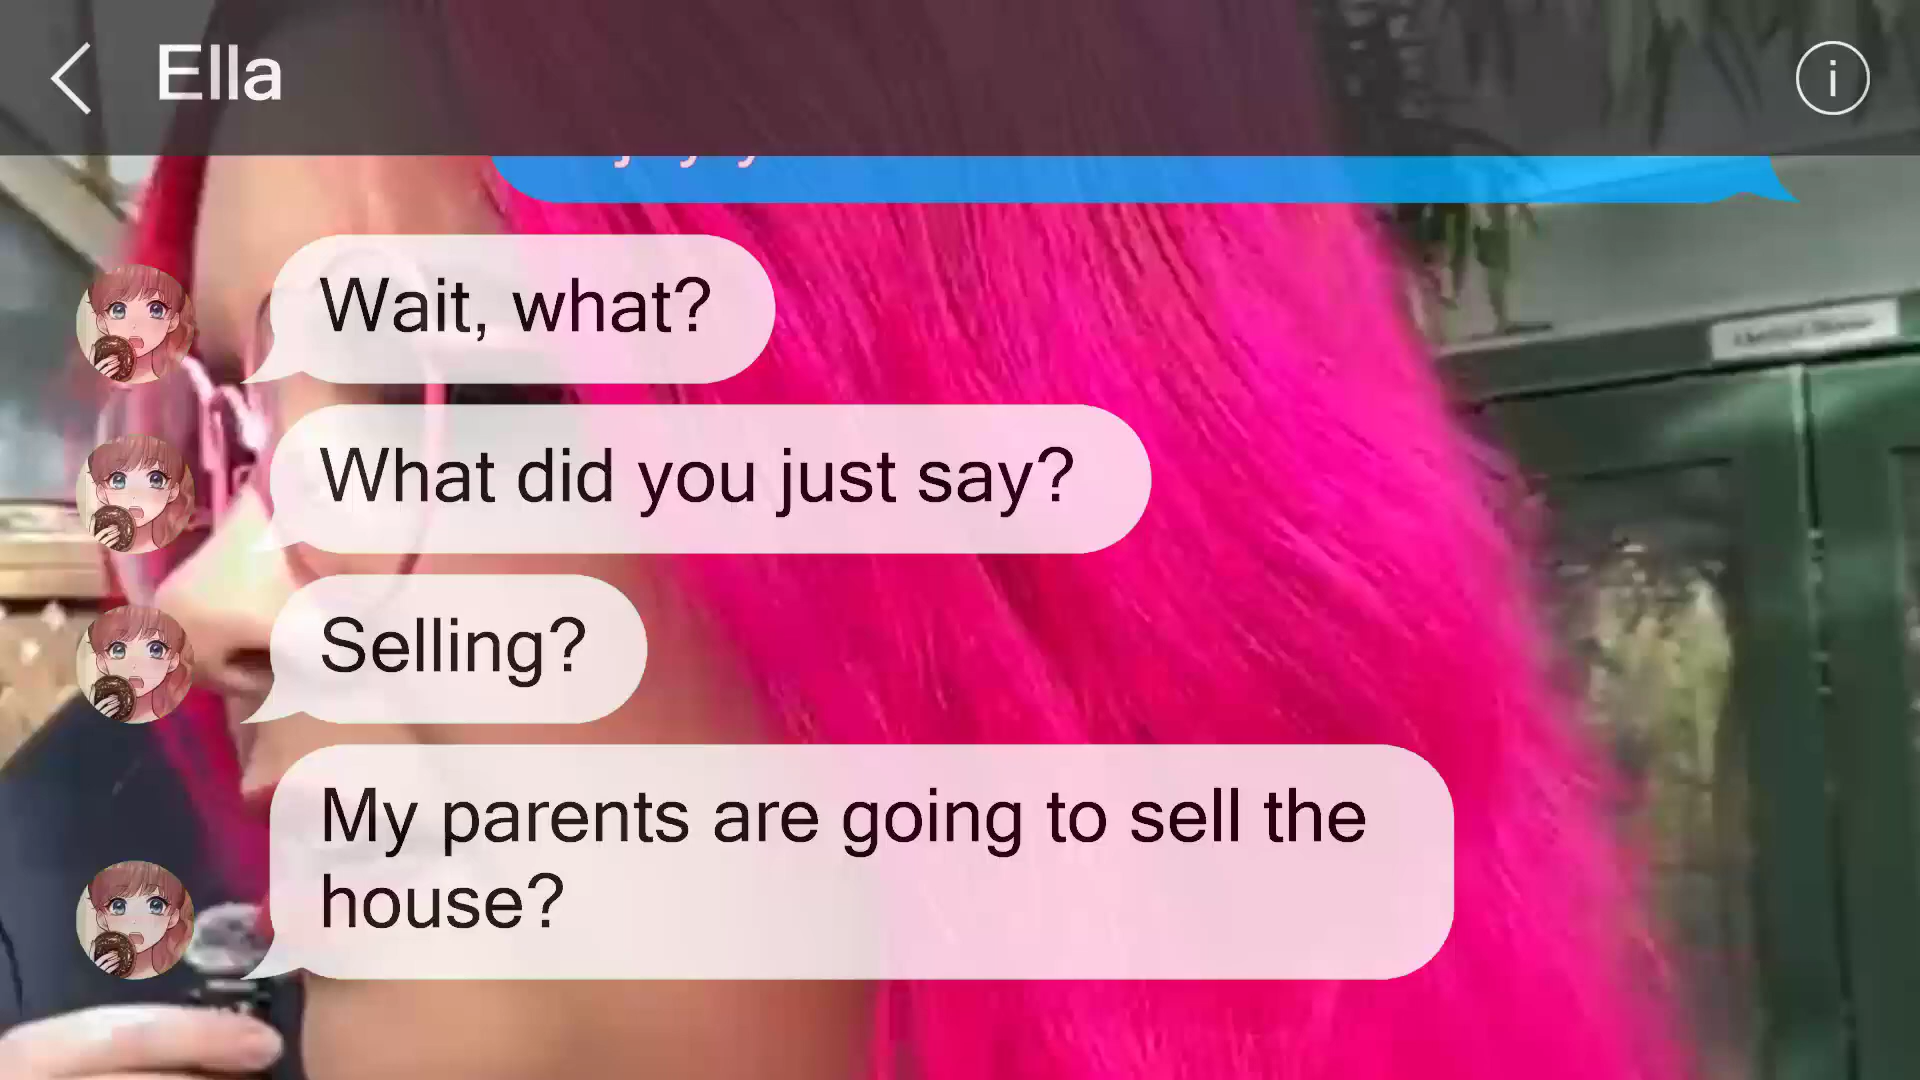 Ella
Wait, what?
What did you just say?
Selling?
My parents are going to sell the
house?